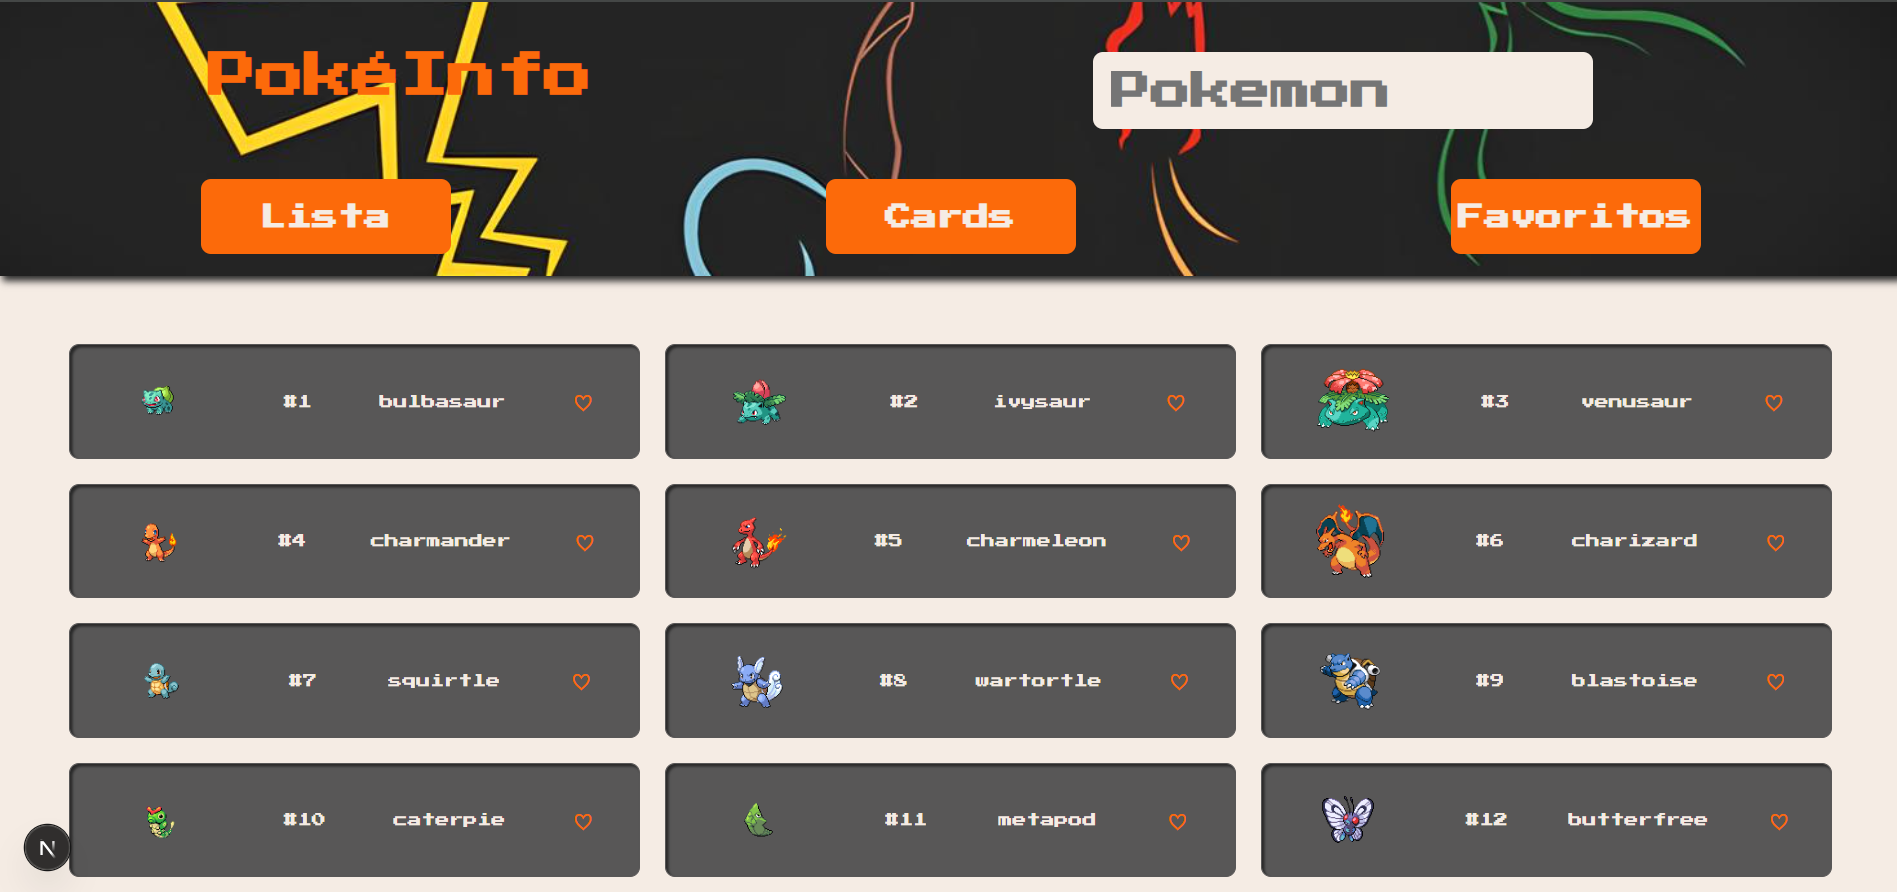 PokéInfo
Pokemon
Lista
Cards
Favoritos
#1 bulbasaur
#2 ivysaur
#3 venusaur
#4 charmander
#5 charmeleon
#6 charizard
#7 squirtle
#8 wartortle
#9 blastoise
#10 caterpie
#11 metapod
#12 butterfree
N